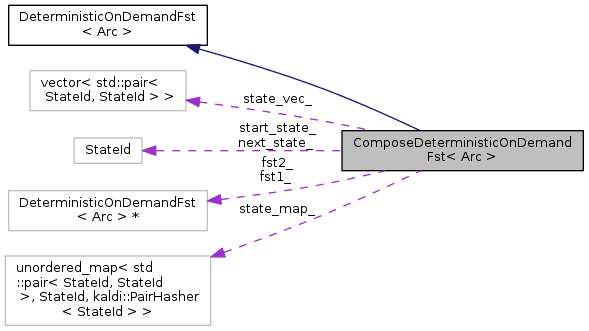 DeterministicOnDemandFst
< Arc >
vector< std::pair<
StateId, StateId > >
state_vec_
StateId
start_state_
next_state_
ComposeDeterministicOnDemand
Fst< Arc >
DeterministicOnDemandFst
< Arc > *
fst2_
fst1_
state_map_
unordered_map< std
::pair< StateId, StateId
>, StateId, kaldi::PairHasher
< StateId > >